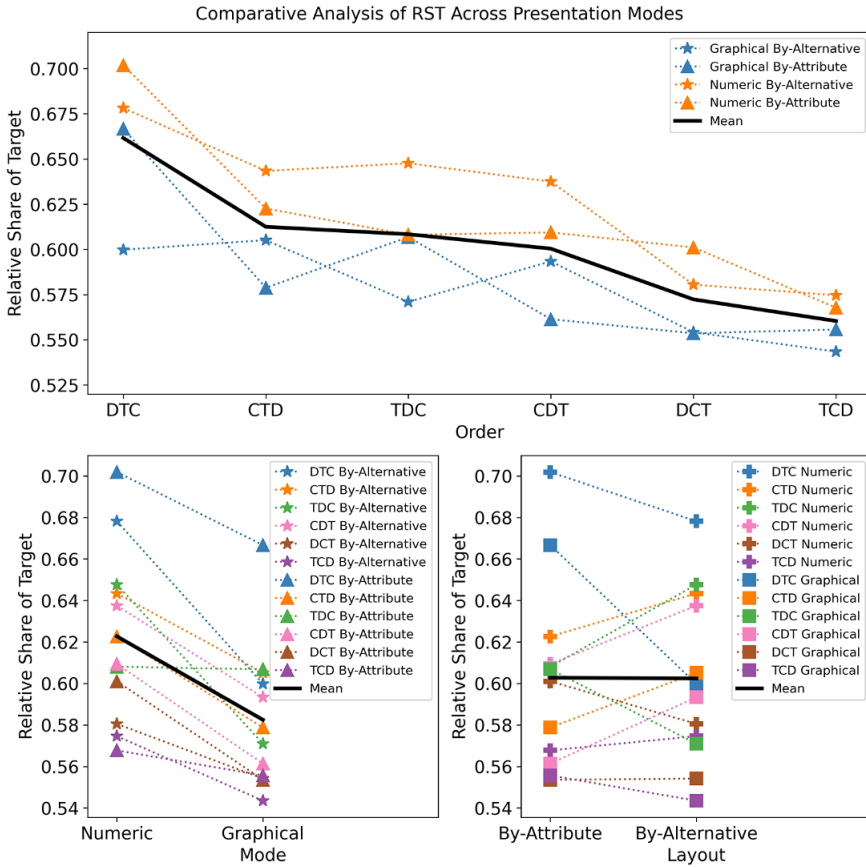 Comparative Analysis of RST Across Presentation Modes
Relative Share of Target
0.700
0.675
0.650
0.625
0.600
0.575
0.550
0.525
Graphical By-Alternative
Graphical By-Attribute
Numeric By-Alternative
Numeric By-Attribute
Mean
DTC CTD TDC CDT DCT TCD
Order
Relative Share of Target
0.70
0.68
0.66
0.64
0.62
0.60
0.58
0.56
0.54
DTC By-Alternative
CTD By-Alternative
TDC By-Alternative
CDT By-Alternative
DCT By-Alternative
TCD By-Alternative
DTC By-Attribute
CTD By-Attribute
TDC By-Attribute
CDT By-Attribute
DCT By-Attribute
TCD By-Attribute
Mean
Numeric Graphical
Mode
Relative Share of Target
0.70
0.68
0.66
0.64
0.62
0.60
0.58
0.56
0.54
DTC Numeric
CTD Numeric
TDC Numeric
CDT Numeric
DCT Numeric
TCD Numeric
DTC Graphical
CTD Graphical
TDC Graphical
CDT Graphical
DCT Graphical
TCD Graphical
Mean
By-Attribute By-Alternative
Layout